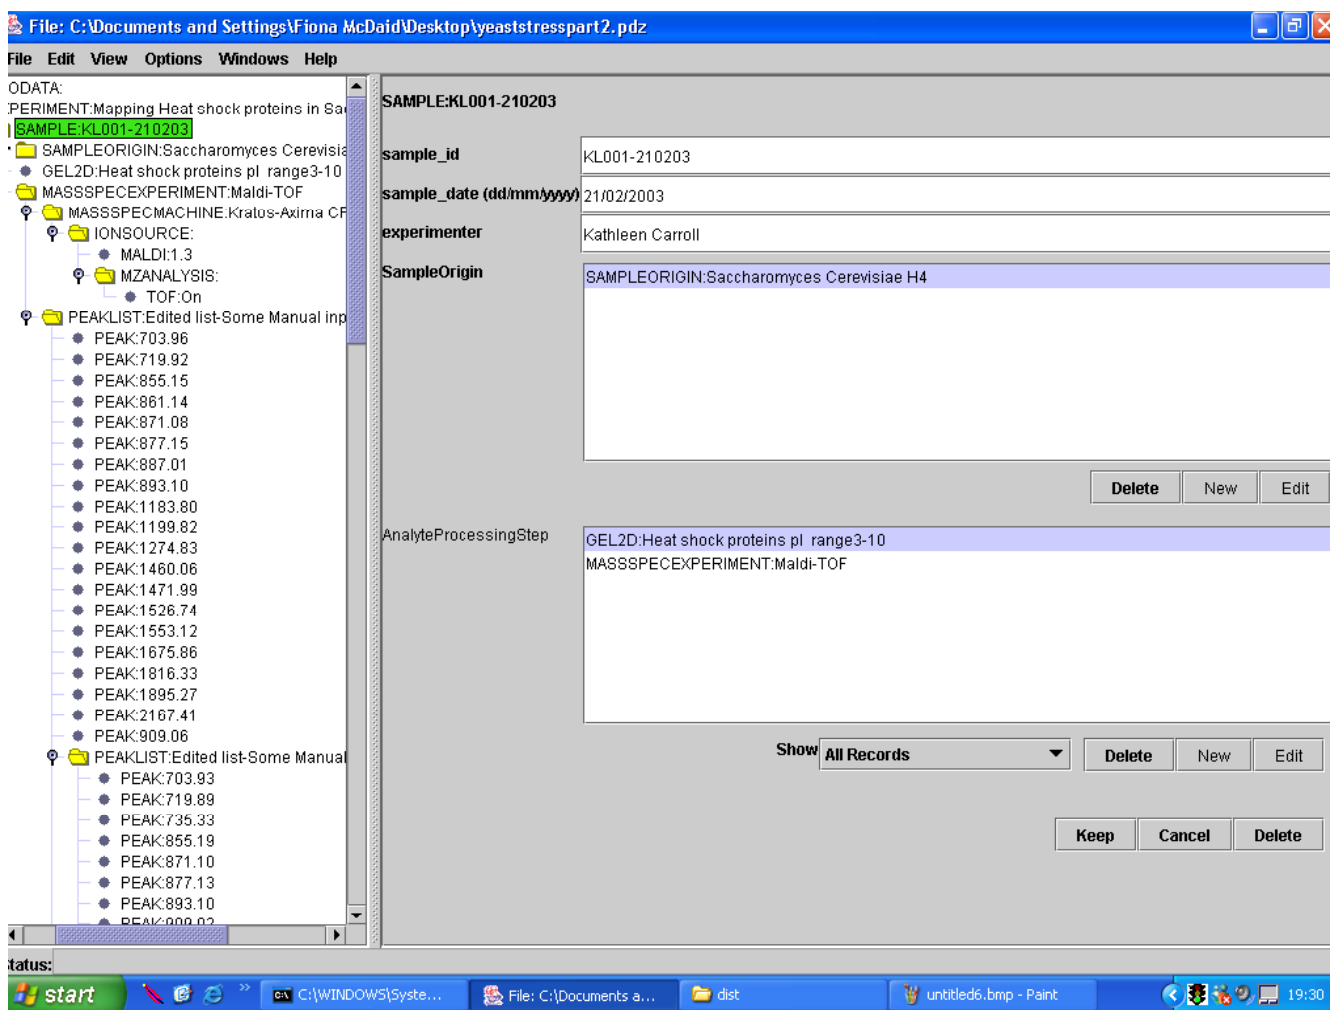 File: C:\Documents and Settings\Fiona McDaid\Desktop\yeaststresspart2.pdz
File Edit View Options Windows Help
ODATA:
PERIMENT:Mapping Heat shock proteins in Sa
SAMPLE:KL001-210203
SAMPLEORIGIN:Saccharomyces Cerevisia
GEL2D:Heat shock proteins pI range3-10
MASSSPECEXPERIMENT:Maldi-TOF
MASSSPECMACHINE:Kratos-Axima CF
IONSOURCE:
MALDI:1.3
MZANALYSIS:
TOF:On
PEAKLIST:Edited list-Some Manual inp
PEAK:703.96
PEAK:719.92
PEAK:855.15
PEAK:861.14
PEAK:871.08
PEAK:877.15
PEAK:887.01
PEAK:893.10
PEAK:1183.80
PEAK:1199.82
PEAK:1274.83
PEAK:1460.06
PEAK:1471.99
PEAK:1526.74
PEAK:1553.12
PEAK:1675.86
PEAK:1816.33
PEAK:1895.27
PEAK:2167.41
PEAK:909.06
PEAKLIST:Edited list-Some Manual
PEAK:703.93
PEAK:719.89
PEAK:735.33
PEAK:855.19
PEAK:871.10
PEAK:877.13
PEAK:893.10
PEAK:909.02
SAMPLE:KL001-210203
sample_id KL001-210203
sample_date (dd/mm/yyyy) 21/02/2003
experimenter Kathleen Carroll
SampleOrigin SAMPLEORIGIN:Saccharomyces Cerevisiae H4
Delete New Edit
AnalyteProcessingStep GEL2D:Heat shock proteins pI range3-10
MASSSPECEXPERIMENT:Maldi-TOF
Show All Records Delete New Edit
Keep Cancel Delete
tatus:
start C:\WINDOWS\Syste... File: C:\Documents a... dist untitled6.bmp - Paint 19:30